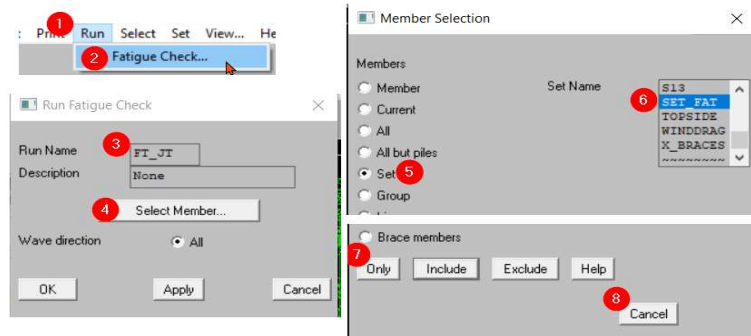 1
Print Run Select Set View... He
2 Fatigue Check...
Run Fatigue Check
Run Name 3 FT_JT
Description None
4 Select Member...
Wave direction All
OK Apply Cancel
Member Selection
Members
Member Set Name
Current
All
All but piles
Set 5
Group
6
S13
SET_FAT
TOPSIDE
WINDDRAG
X_BRACES
~~~~~~~~
Brace members
7
Only Include Exclude Help
8
Cancel